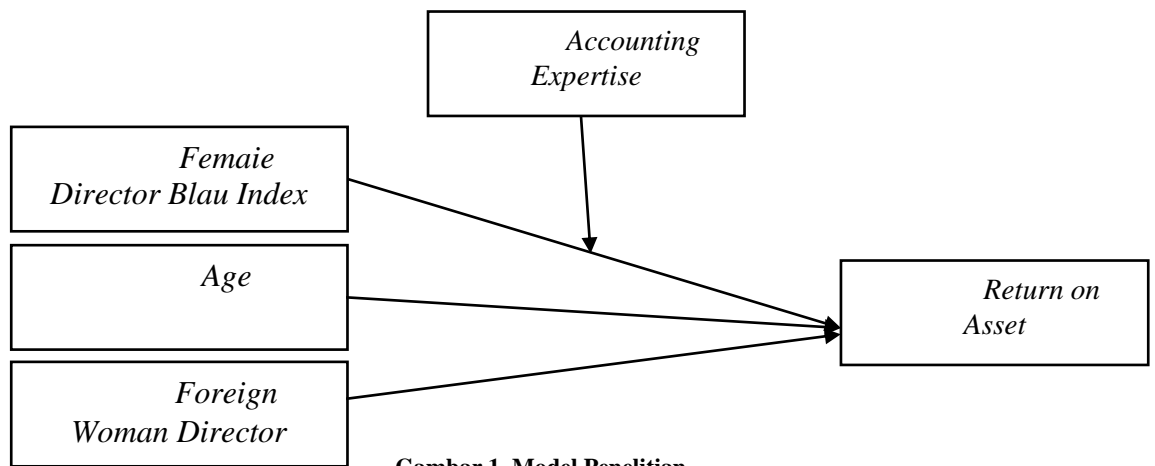 Accounting
Expertise
Femaie
Director Blau Index
Age
Return on
Asset
Foreign
Woman Director
Gambar 1. Model Penelitian